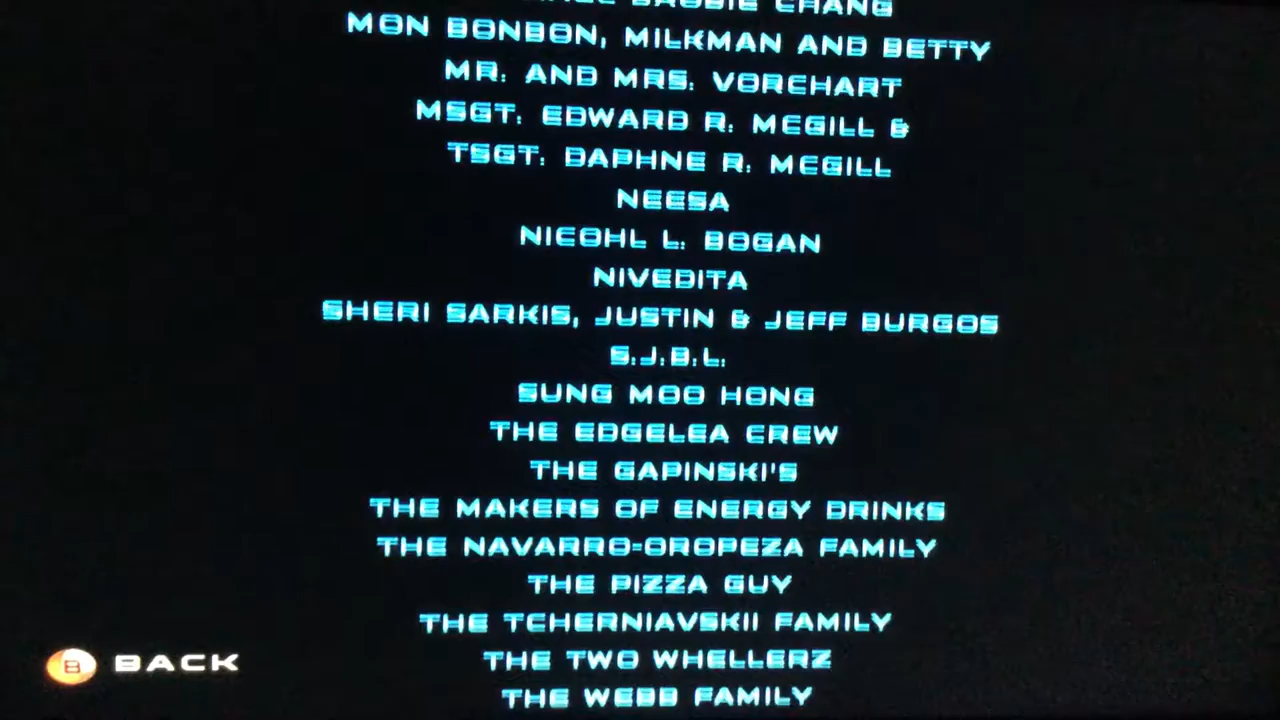 CHANG
MON BONBON, MILKMAN AND BETTY
MR. AND MRS. VORCHART
MSGT. EDWARD R. MEGILL &
TSGT. DAPHNE R. MEGILL
NEESA
NICOHL L. BOGAN
NIVEDITA
SHERI SARKIS, JUSTIN & JEFF BURGOS
S.J.B.L.
SUNG MOO HONG
THE EDGELEA CREW
THE GAPINSKI'S
THE MAKERS OF ENERGY DRINKS
THE NAVARRO-OROPEZA FAMILY
THE PIZZA GUY
THE TCHERNIAVSKII FAMILY
THE TWO WHELLERZ
B BACK
THE WEBB FAMILY